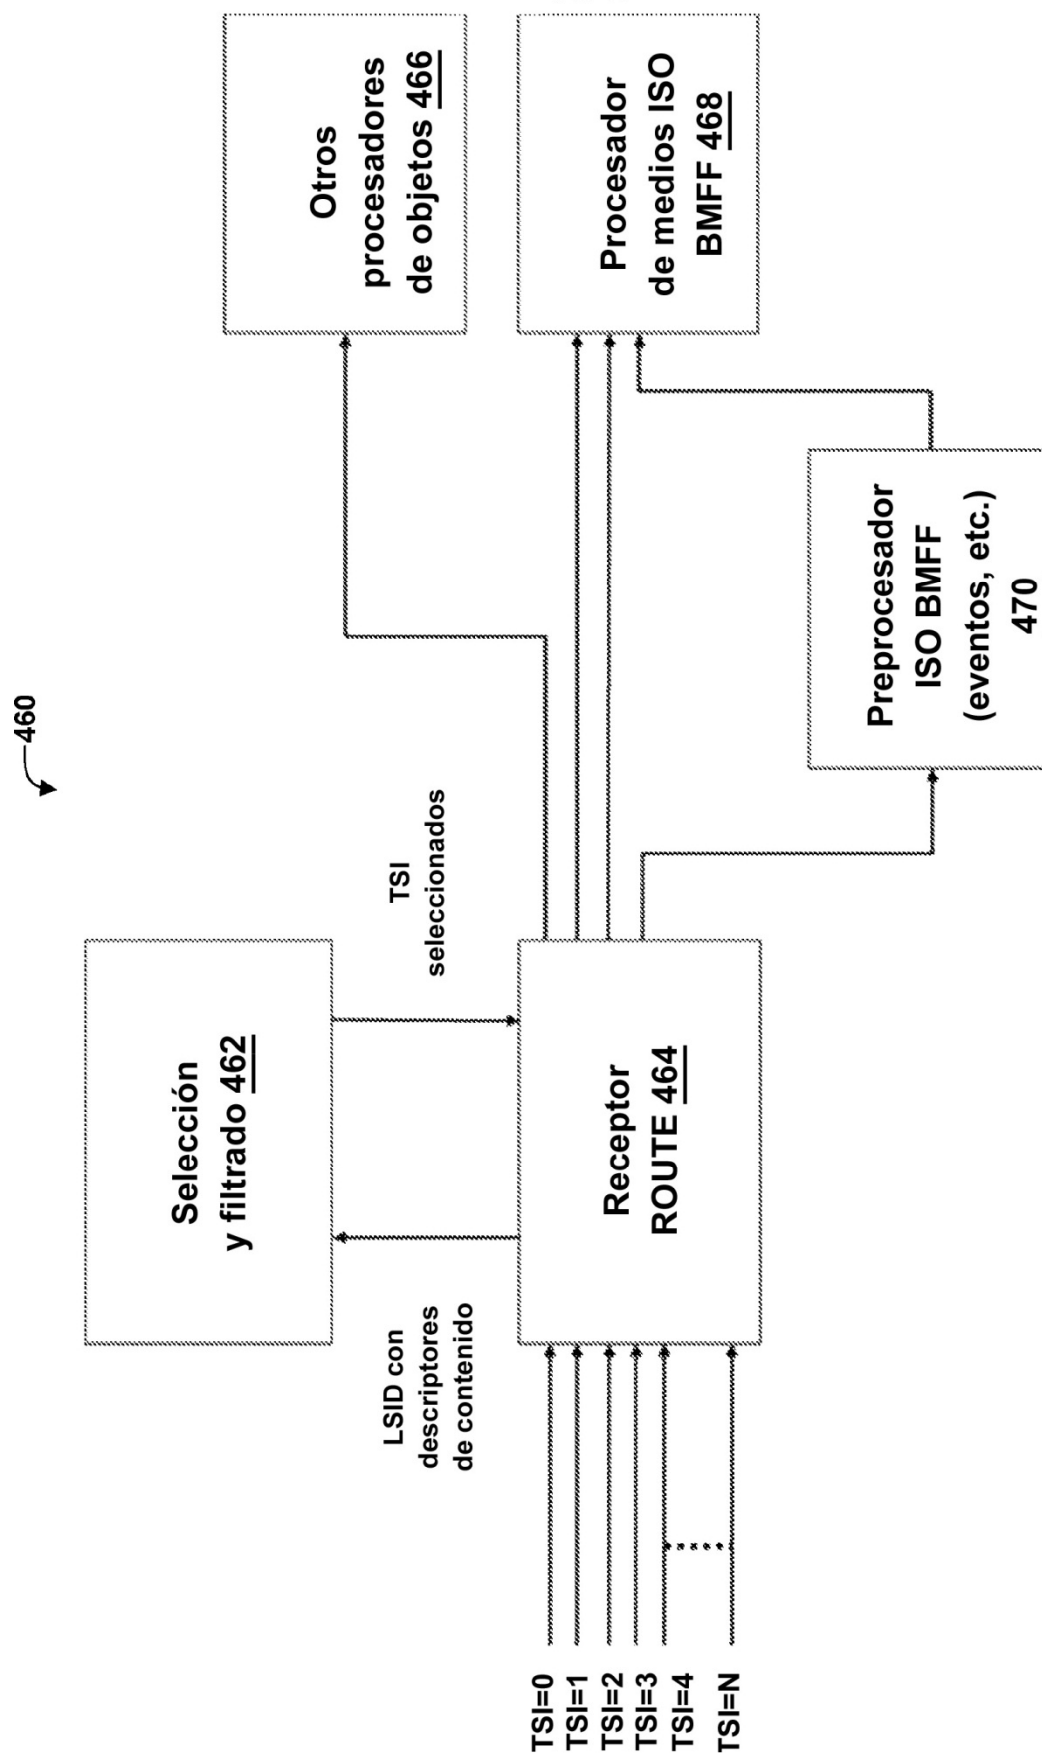 460
Selección
y filtrado 462
LSID con
descriptores
de contenido
TSI
seleccionados
Otros
procesadores
de objetos 466
TSI=0
TSI=1
TSI=2
TSI=3
TSI=4
TSI=N
Receptor
ROUTE 464
Procesador
de medios ISO
BMFF 468
Preprocesador
ISO BMFF
(eventos, etc.)
470